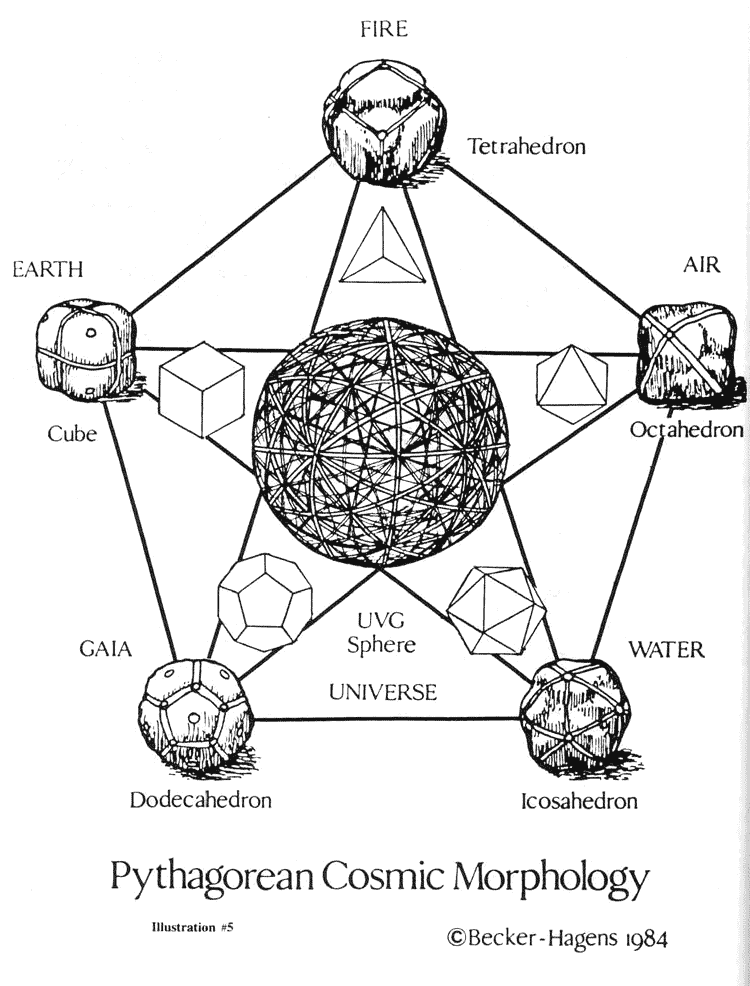 FIRE
Tetrahedron
EARTH
AIR
Cube
Octahedron
GAIA
UVG
Sphere
WATER
UNIVERSE
Dodecahedron
Icosahedron
Pythagorean Cosmic Morphology
Illustration #5
©Becker-Hagens 1984